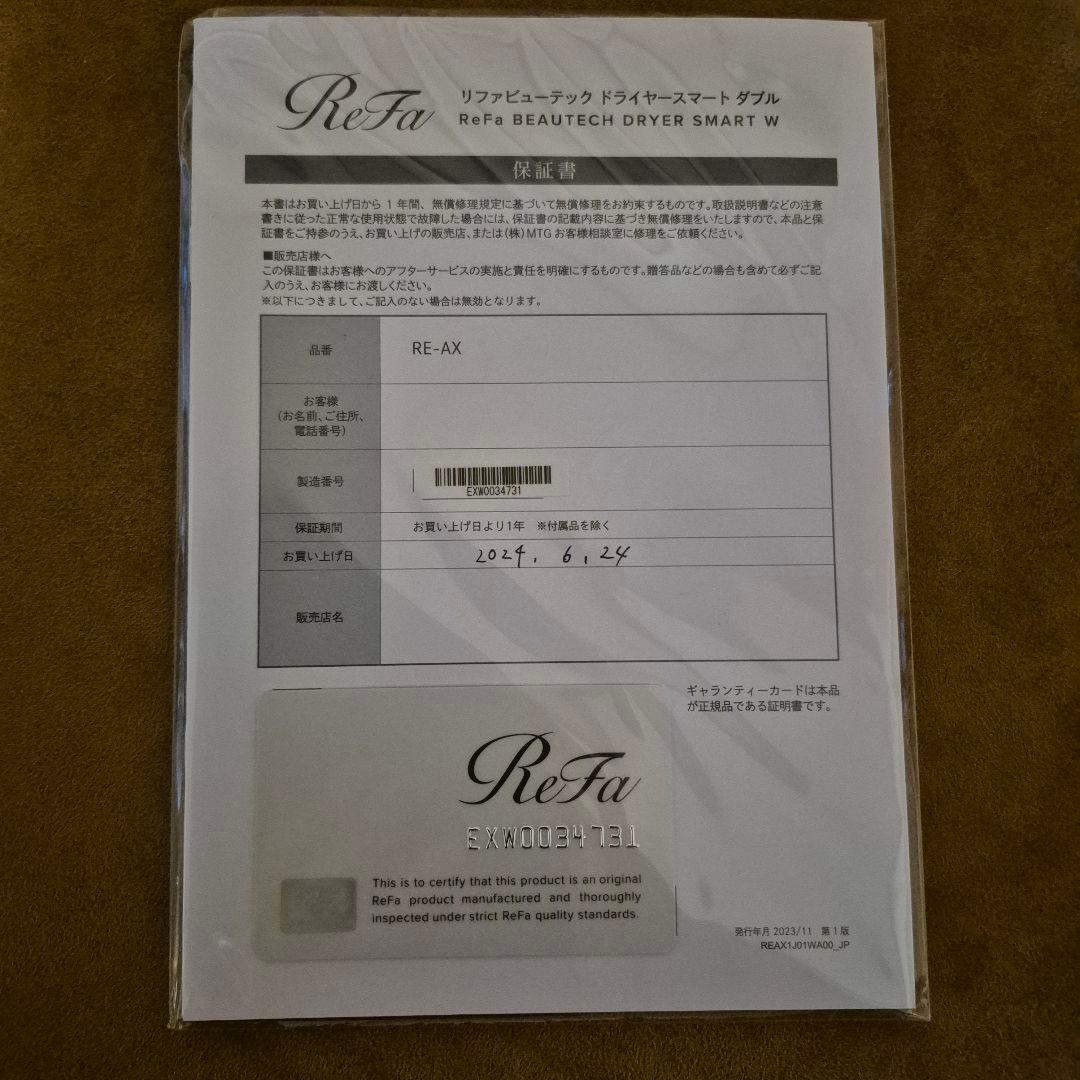 ReFa
リファビューテック ドライヤースマート ダブル
ReFa BEAUTECH DRYER SMART W
保証書
本書はお買い上げ日から 1 年間、無償修理規定に基づいて無償修理をお約束するものです。取扱説明書などの注意
書きに従った正常な使用状態で故障した場合には、保証書の記載内容に基づき無償修理をいたしますので、本品と保
証書をご持参のうえ、お買い上げの販売店、または(株)MTG お客様相談室に修理をご依頼ください。
■販売店様へ
この保証書はお客様へのアフターサービスの実施と責任を明確にするものです。贈答品などの場合も含めて必ずご記
入のうえ、お客様にお渡しください。
※以下につきまして、ご記入のない場合は無効となります。
品番 RE-AX
お客様
(お名前、ご住所、
電話番号)
製造番号 EXW0034731
保証期間 お買い上げ日より1年 ※付属品を除く
お買い上げ日 2024. 6, 24
販売店名
ギャランティーカードは本品
が正規品である証明書です。
ReFa
EXW0034731
This is to certify that this product is an original
ReFa product manufactured and thoroughly
inspected under strict ReFa quality standards.
発行年月 2023/11 第1版
REAX1J01WA00_JP